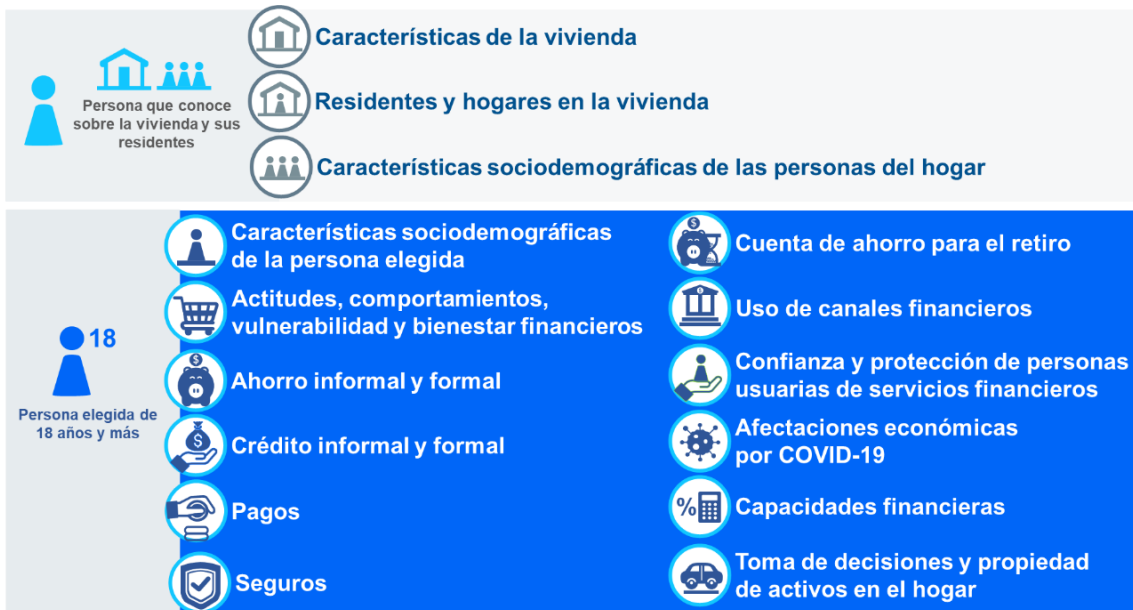 Persona que conoce
sobre la vivienda y sus
residentes
Características de la vivienda
Residentes y hogares en la vivienda
Características sociodemográficas de las personas del hogar
18
Persona elegida de
18 años y más
Características sociodemográficas
de la persona elegida
Actitudes, comportamientos,
vulnerabilidad y bienestar financieros
Ahorro informal y formal
Crédito informal y formal
Pagos
Seguros
Cuenta de ahorro para el retiro
Uso de canales financieros
Confianza y protección de personas
usuarias de servicios financieros
Afectaciones económicas
por COVID-19
Capacidades financieras
Toma de decisiones y propiedad
de activos en el hogar